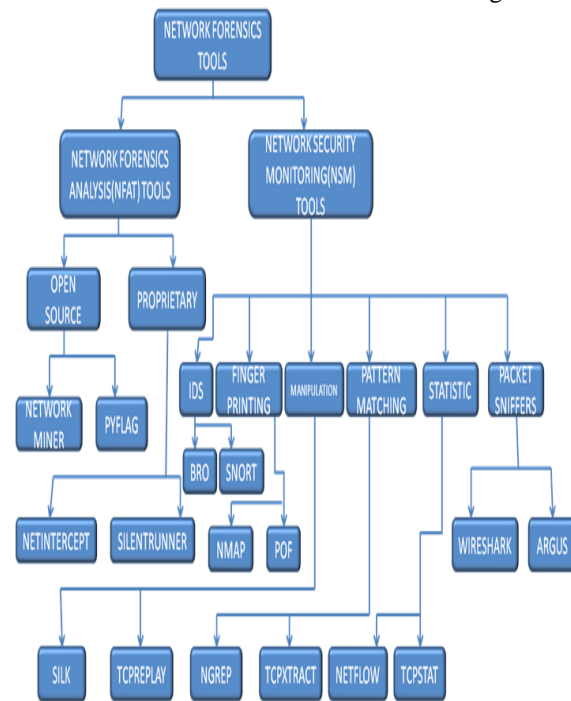 NETWORK FORENSICS
TOOLS
NETWORK FORENSICS
ANALYSIS(NFAT) TOOLS
NETWORK SECURITY
MONITORING(NSM)
TOOLS
OPEN
SOURCE
PROPRIETARY
IDS
FINGER
PRINTING
MANIPULATION
PATTERN
MATCHING
STATISTIC
PACKET
SNIFFERS
NETWORK
MINER
PYFLAG
BRO
SNORT
NETINTERCEPT
SILENTRUNNER
NMAP
POF
WIRESHARK
ARGUS
SILK
TCPREPLAY
NGREP
TCPXTRACT
NETFLOW
TCPSTAT